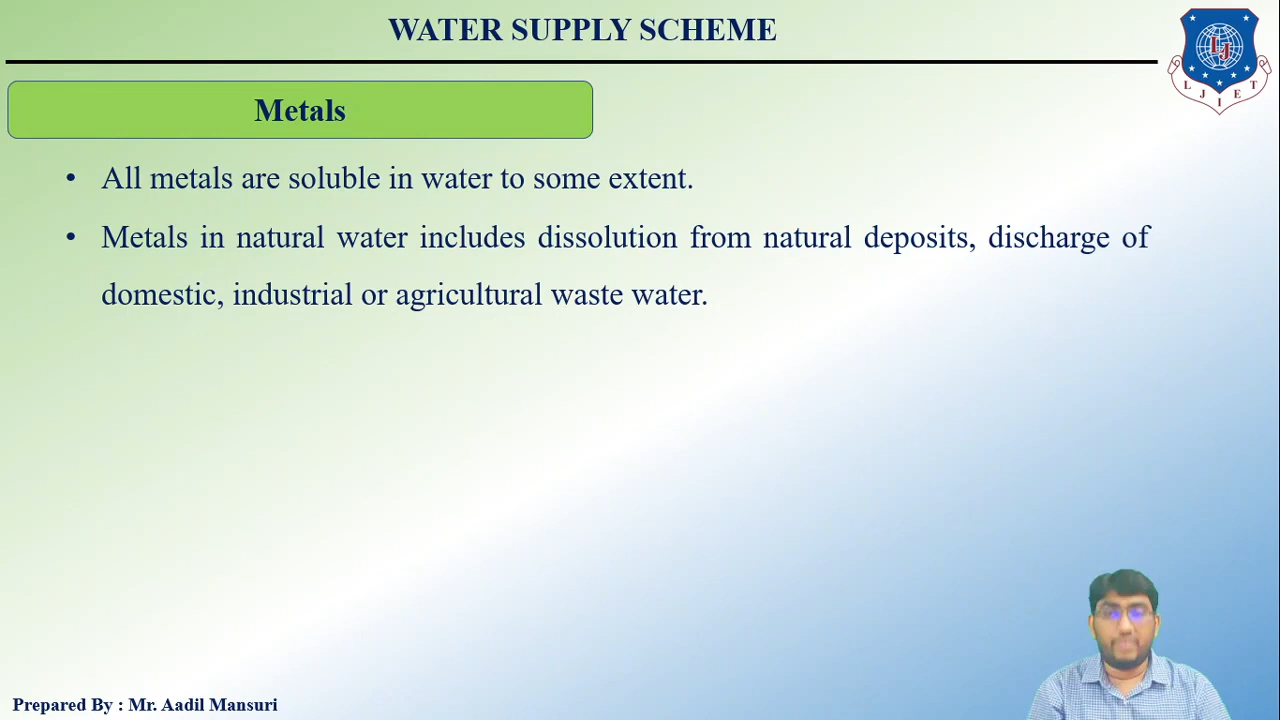 WATER SUPPLY SCHEME
LJ
L J I E T
Metals
• All metals are soluble in water to some extent.
• Metals in natural water includes dissolution from natural deposits, discharge of
domestic, industrial or agricultural waste water.
Prepared By : Mr. Aadil Mansuri